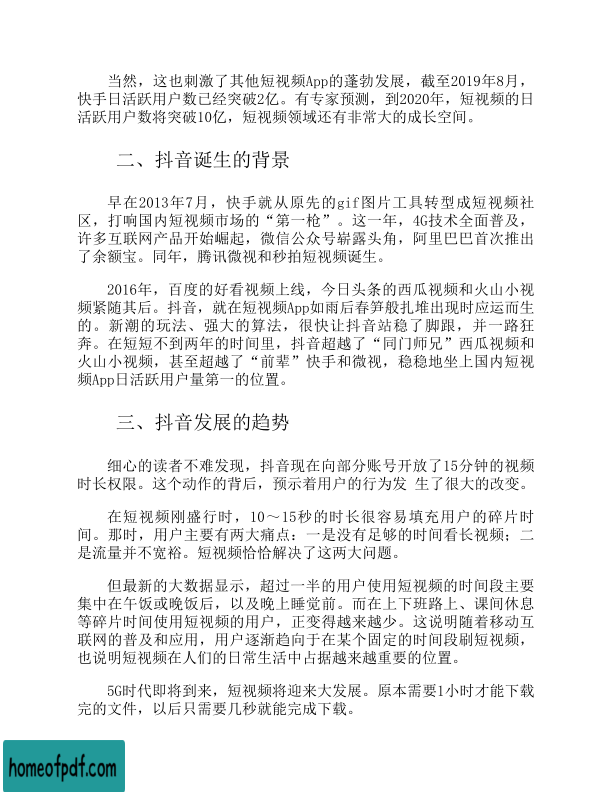 当然，这也刺激了其他短视频App的蓬勃发展，截至2019年8月，
快手日活跃用户数已经突破2亿。有专家预测，到2020年，短视频的日
活跃用户数将突破10亿，短视频领域还有非常大的成长空间。
二、抖音诞生的背景
早在2013年7月，快手就从原先的gif图片工具转型成短视频社
区，打响国内短视频市场的“第一枪”。这一年，4G技术全面普及，
许多互联网产品开始崛起，微信公众号崭露头角，阿里巴巴首次推出
了余额宝。同年，腾讯微视和秒拍短视频诞生。
2016年，百度的好看视频上线，今日头条的西瓜视频和火山小视
频紧随其后。抖音，就在短视频App如雨后春笋般扎堆出现时应运而生
的。新潮的玩法、强大的算法，很快让抖音站稳了脚跟，并一路狂
奔。在短短不到两年的时间里，抖音超越了“同门师兄”西瓜视频和
火山小视频，甚至超越了“前辈”快手和微视，稳稳地坐上国内短视
频App日活跃用户量第一的位置。
三、抖音发展的趋势
细心的读者不难发现，抖音现在向部分账号开放了15分钟的视频
时长权限。这个动作的背后，预示着用户的行为发 生了很大的改变。
在短视频刚盛行时，10～15秒的时长很容易填充用户的碎片时
间。那时，用户主要有两大痛点：一是没有足够的时间看长视频；二
是流量并不宽裕。短视频恰恰解决了这两大问题。
但最新的大数据显示，超过一半的用户使用短视频的时间段主要
集中在午饭或晚饭后，以及晚上睡觉前。而在上下班路上、课间休息
等碎片时间使用短视频的用户，正变得越来越少。这说明随着移动互
联网的普及和应用，用户逐渐趋向于在某个固定的时间段刷短视频，
也说明短视频在人们的日常生活中占据越来越重要的位置。
5G时代即将到来，短视频将迎来大发展。原本需要1小时才能下载
完的文件，以后只需要几秒就能完成下载。
homeofpdf.com